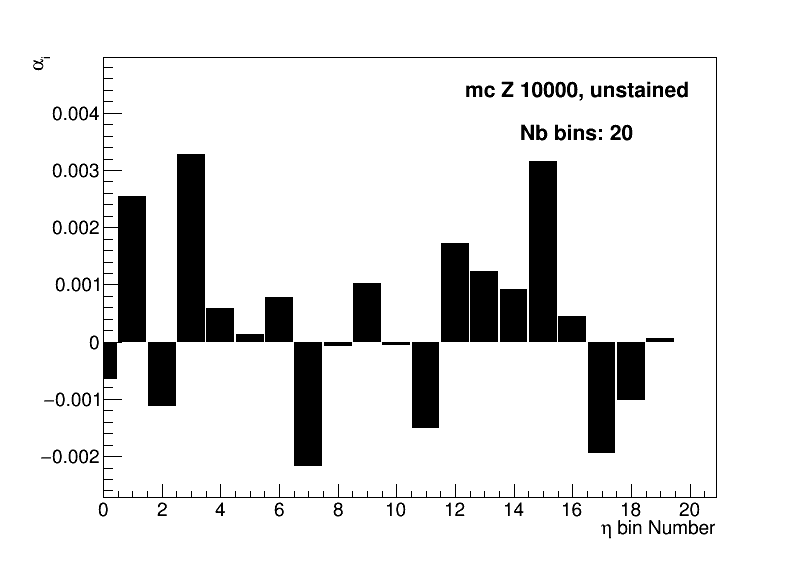 αi
mc Z 10000, unstained
Nb bins: 20
0.004
0.003
0.002
0.001
0
−0.001
−0.002
0 2 4 6 8 10 12 14 16 18 20
η bin Number